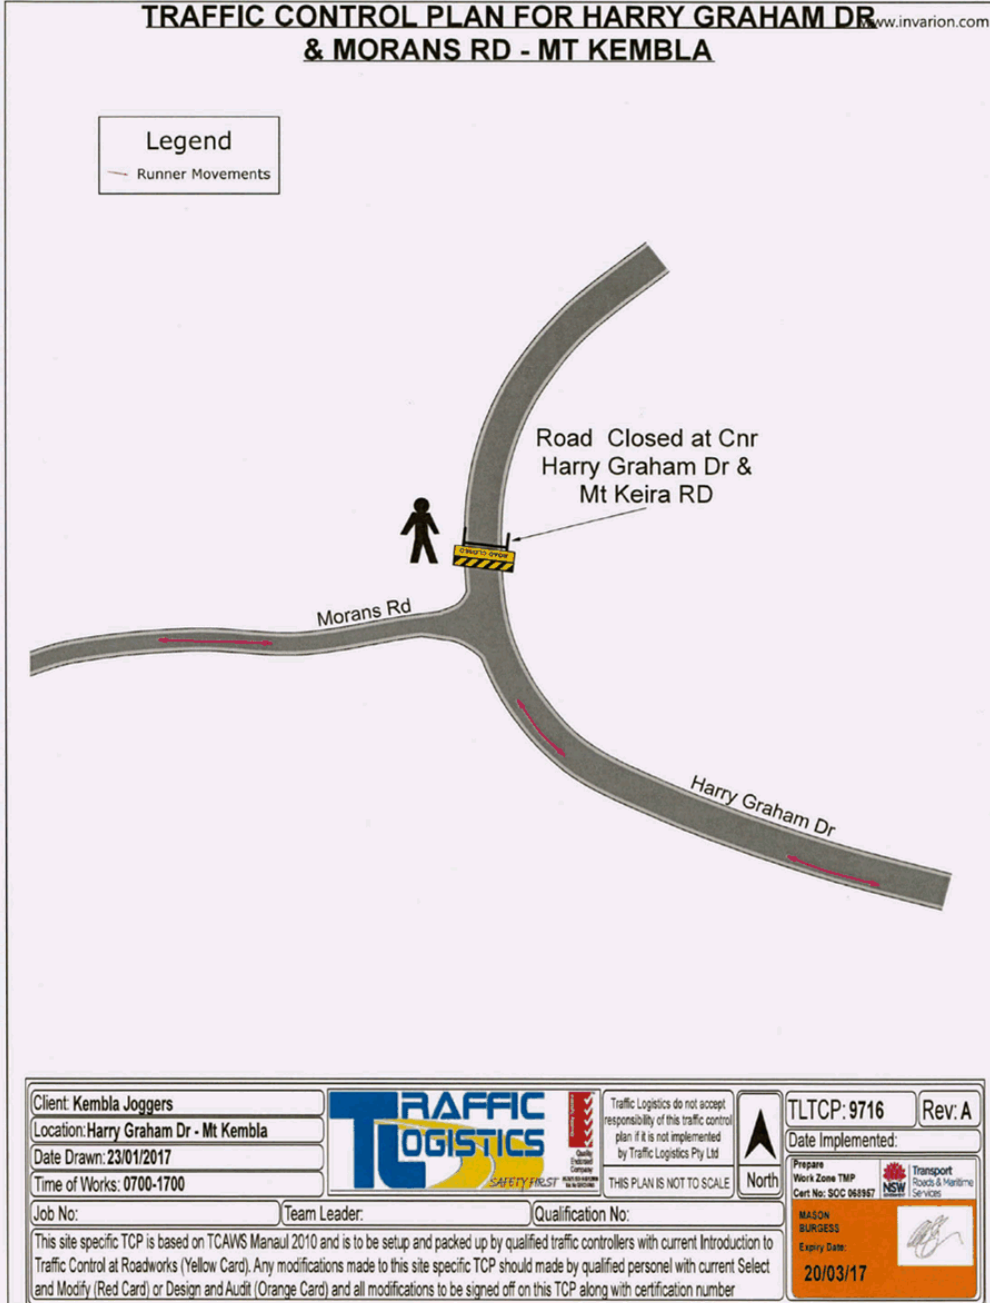 TRAFFIC CONTROL PLAN FOR HARRY GRAHAM DR
www.invarion.com
& MORANS RD - MT KEMBLA
Legend
Runner Movements
Road Closed at Cnr
Harry Graham Dr &
Mt Keira RD
ROAD CLOSED
Morans Rd
Harry Graham Dr
Client: Kembla Joggers
Location: Harry Graham Dr - Mt Kembla
Date Drawn: 23/01/2017
Time of Works: 0700-1700
TRAFFIC
LOGISTICS
SAFETY FIRST
Quality
Endorsed
Company
Traffic Logistics do not accept
responsibility of this traffic control
plan if it is not implemented
by Traffic Logistics Pty Ltd
THIS PLAN IS NOT TO SCALE
North
TLTCP: 9716
Rev: A
Date Implemented:
Prepare
Work Zone TMP
Cert No: SOC 068957
NSW
Transport
Roads & Maritime
Services
MASON
BURGESS
Expiry Date:
20/03/17
Job No:
Team Leader:
Qualification No:
This site specific TCP is based on TCAWS Manaul 2010 and is to be setup and packed up by qualified traffic controllers with current Introduction to
Traffic Control at Roadworks (Yellow Card). Any modifications made to this site specific TCP should made by qualified personel with current Select
and Modify (Red Card) or Design and Audit (Orange Card) and all modifications to be signed off on this TCP along with certification number